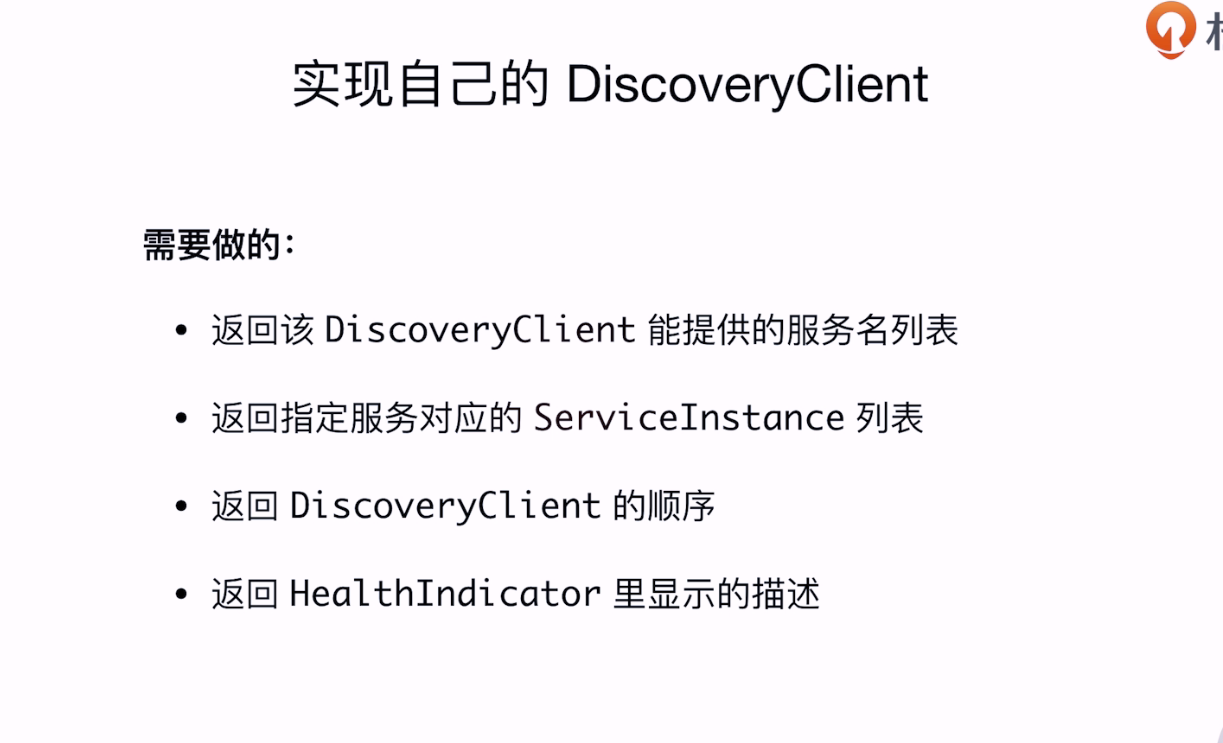 实现自己的 DiscoveryClient
需要做的：
• 返回该 DiscoveryClient 能提供的服务名列表
• 返回指定服务对应的 ServiceInstance 列表
• 返回 DiscoveryClient 的顺序
• 返回 HealthIndicator 里显示的描述